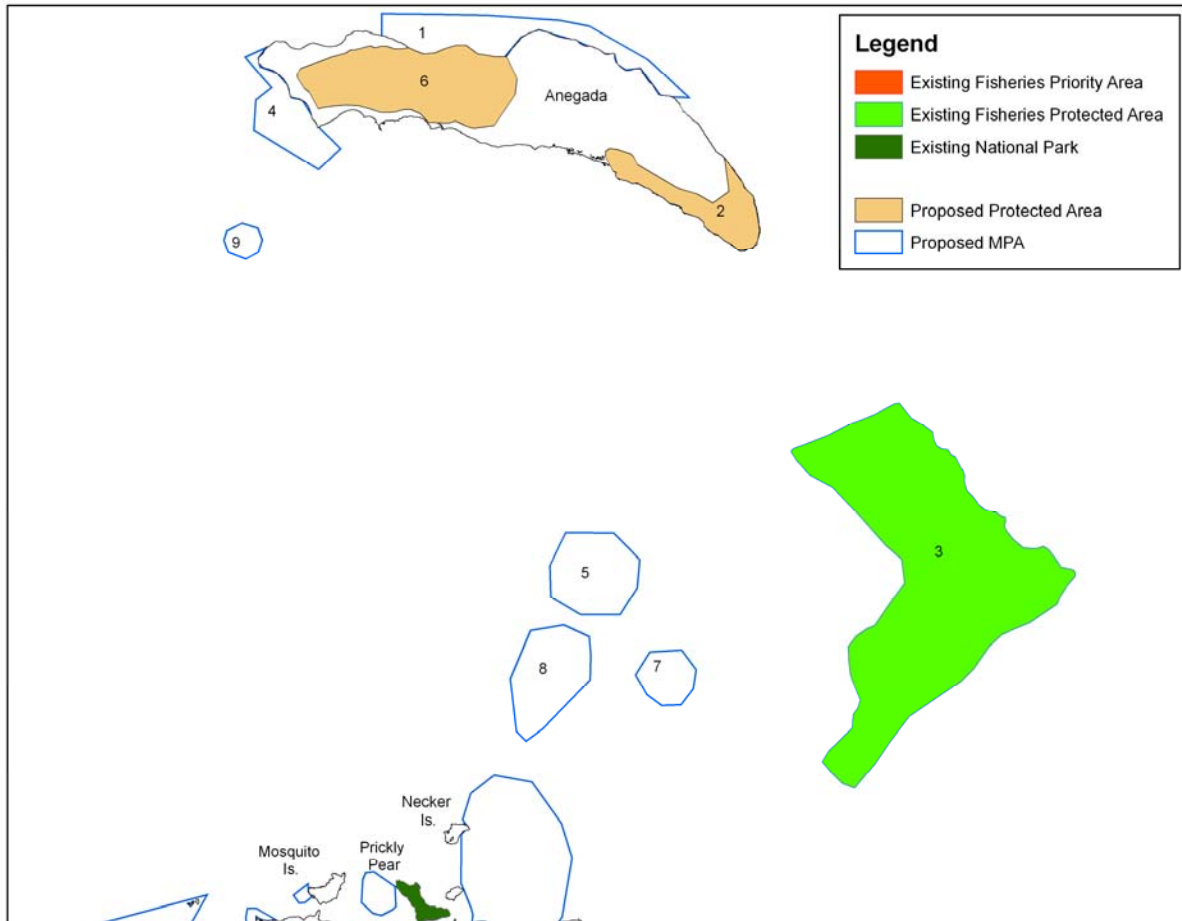 1
Legend
Existing Fisheries Priority Area
6
Anegada
4
Existing Fisheries Protected Area
Existing National Park
2
Proposed Protected Area
9
Proposed MPA
3
5
7
8
Necker
Is.
Mosquito
Is.
Prickly
Pear